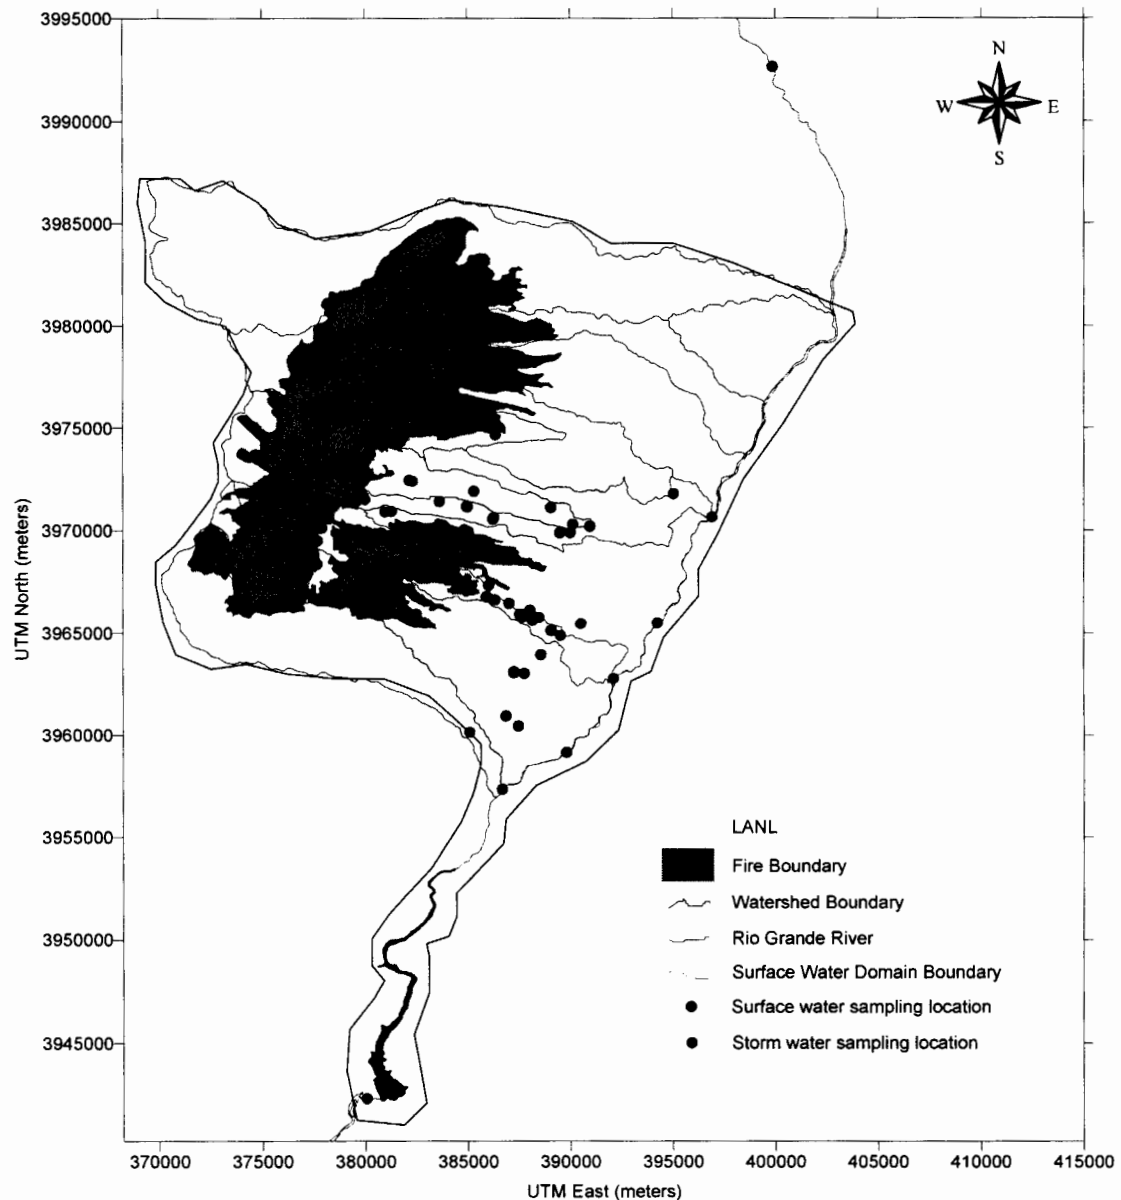 3995000
N
W E
S
3990000
3985000
3980000
3975000
3970000
3965000
3960000
3955000
3950000
3945000
UTM North (meters)
LANL
Fire Boundary
Watershed Boundary
Rio Grande River
Surface Water Domain Boundary
Surface water sampling location
Storm water sampling location
370000 375000 380000 385000 390000 395000 400000 405000 410000 415000
UTM East (meters)